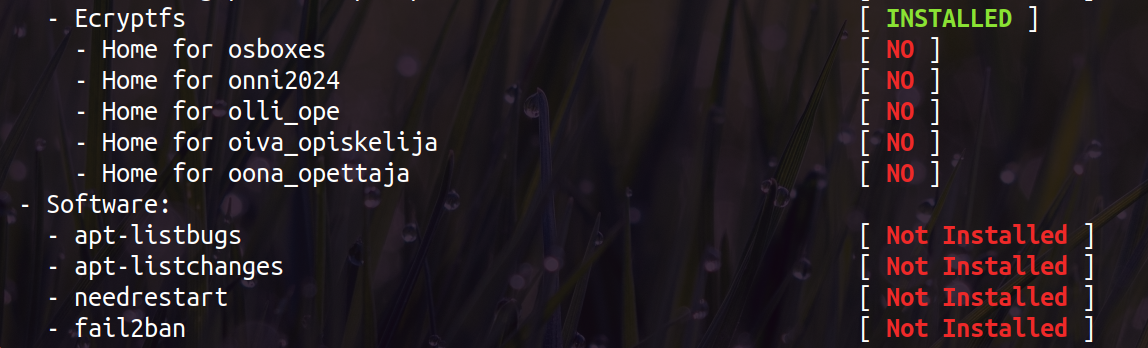 - Ecryptfs [ INSTALLED ]
- Home for osboxes [ NO ]
- Home for onni2024 [ NO ]
- Home for olli_ope [ NO ]
- Home for oiva_opiskelija [ NO ]
- Home for oona_opettaja [ NO ]
- Software:
- apt-listbugs [ Not Installed ]
- apt-listchanges [ Not Installed ]
- needrestart [ Not Installed ]
- fail2ban [ Not Installed ]